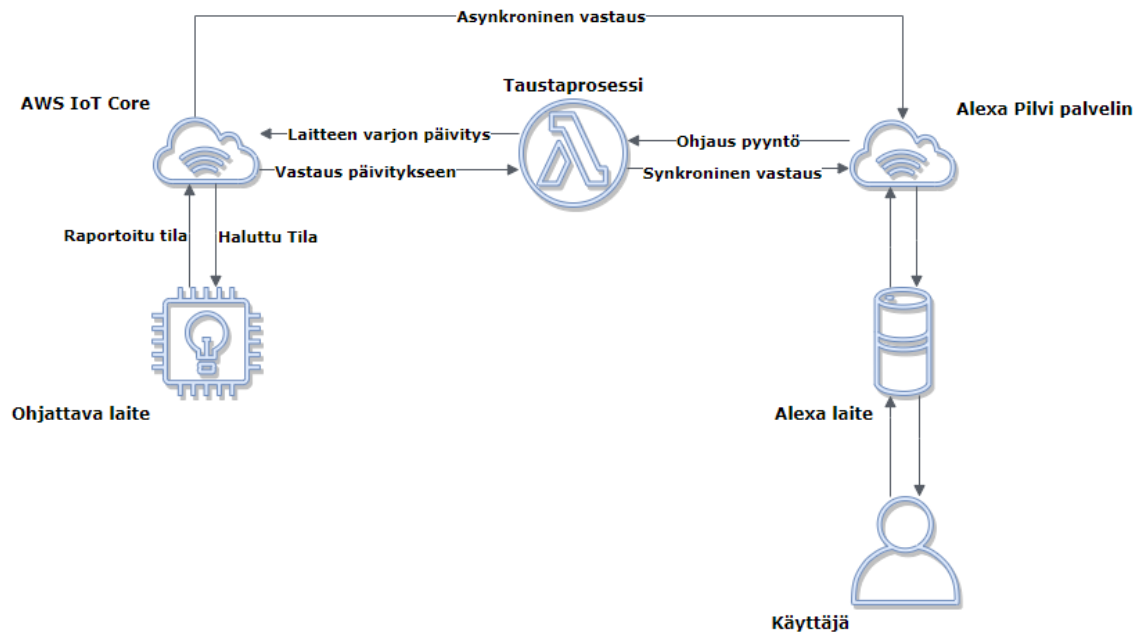 Asynkroninen vastaus
Taustaprosessi
AWS IoT Core
Alexa Pilvi palvelin
Laitteen varjon päivitys
Ohjaus pyyntö
Vastaus päivitykseen
Synkroninen vastaus
Raportoitu tila
Haluttu Tila
Ohjattava laite
Alexa laite
Käyttäjä